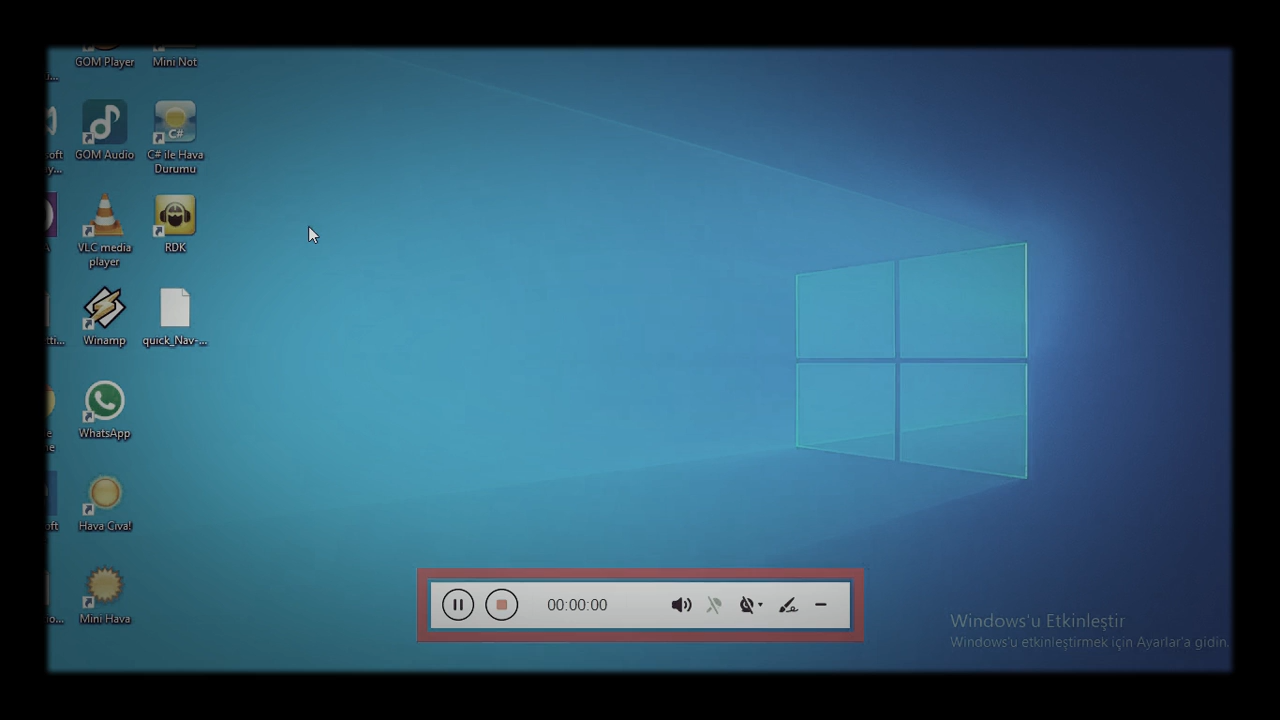 GOM Player
Mini Not
GOM Audio
C# ile Hava
Durumu
VLC media
player
RDK
Winamp
quick_Nav-...
WhatsApp
Hava Civa!
Mini Hava
00:00:00
Windows'u Etkinleştir
Windows'u etkinleştirmek için Ayarlar'a gidin.